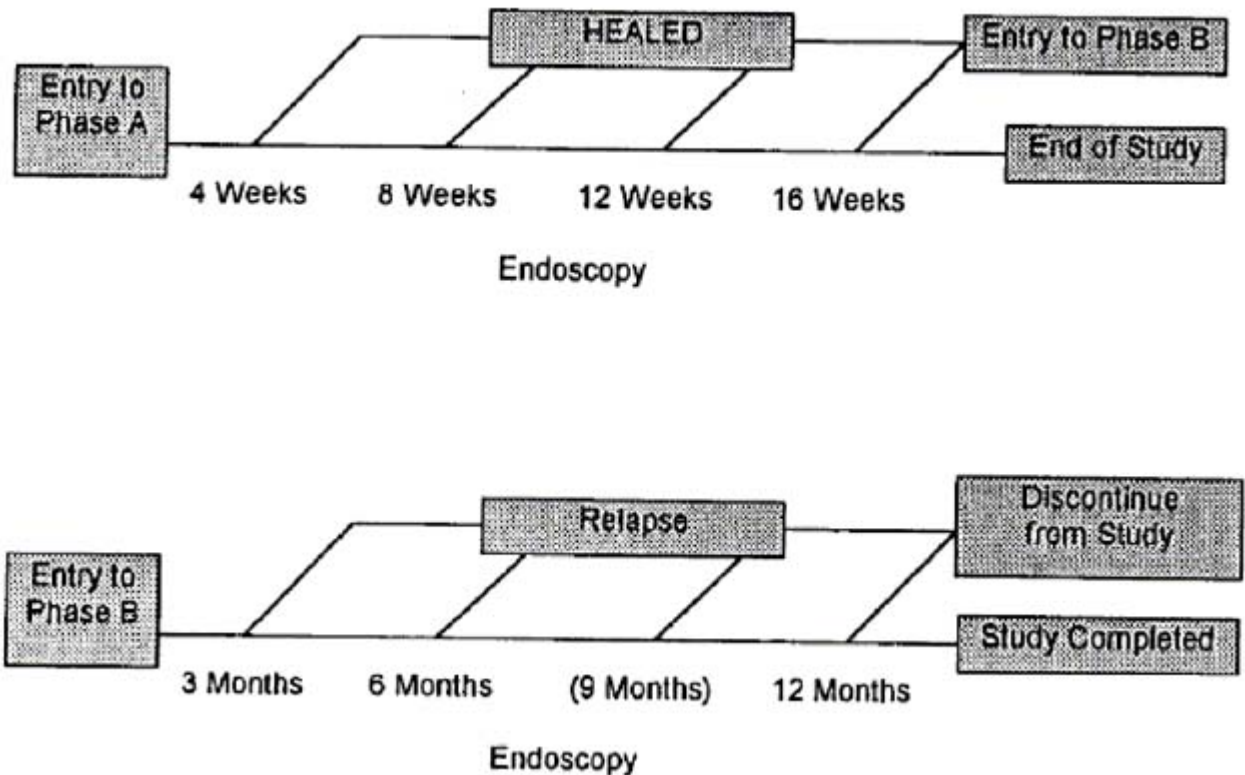 HEALED
Entry to Phase B
Entry to
Phase A
End of Study
4 Weeks
8 Weeks
12 Weeks
16 Weeks
Endoscopy
Relapse
Discontinue
from Study
Entry to
Phase B
Study Completed
3 Months
6 Months
(9 Months)
12 Months
Endoscopy